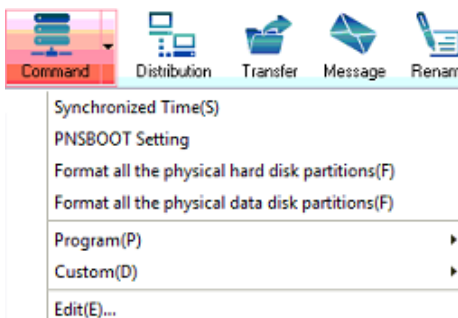 Command Distribution Transfer Message Renam
Synchronized Time(S)
PNSBOOT Setting
Format all the physical hard disk partitions(F)
Format all the physical data disk partitions(F)
Program(P)
Custom(D)
Edit(E)...